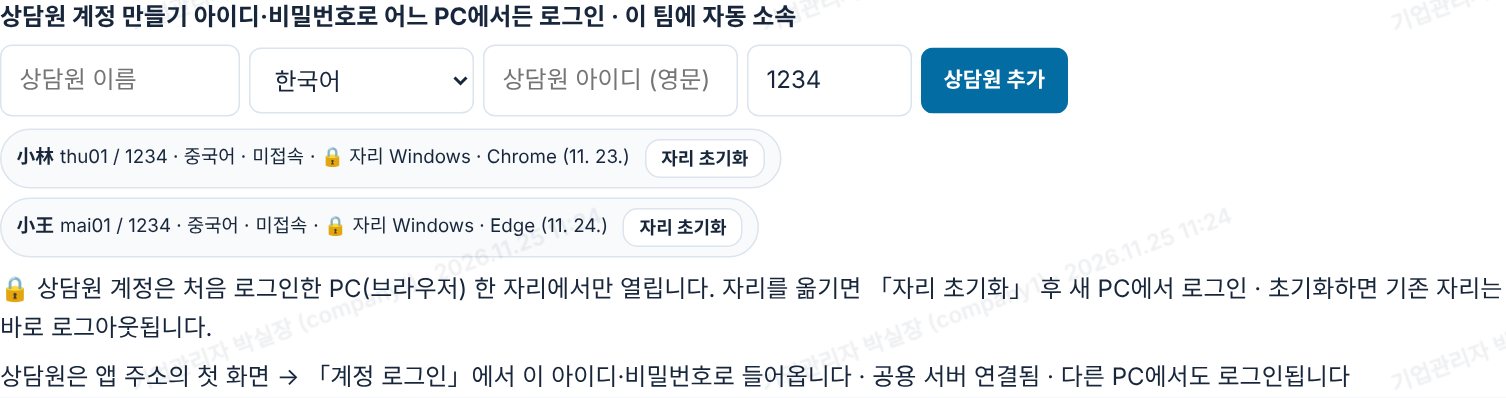 상담원 계정 만들기 아이디·비밀번호로 어느 PC에서든 로그인 · 이 팀에 자동 소속
상담원 이름 한국어 상담원 아이디 (영문) 1234 상담원 추가
小林 thu01 / 1234 · 중국어 · 미접속 · 🔒 자리 Windows · Chrome (11. 23.) 자리 초기화
小王 mai01 / 1234 · 중국어 · 미접속 · 🔒 자리 Windows · Edge (11. 24.) 자리 초기화
🔒 상담원 계정은 처음 로그인한 PC(브라우저) 한 자리에서만 열립니다. 자리를 옮기면 「자리 초기화」 후 새 PC에서 로그인 · 초기화하면 기존 자리는
바로 로그아웃됩니다.
상담원은 앱 주소의 첫 화면 → 「계정 로그인」에서 이 아이디·비밀번호로 들어옵니다 · 공용 서버 연결됨 · 다른 PC에서도 로그인됩니다